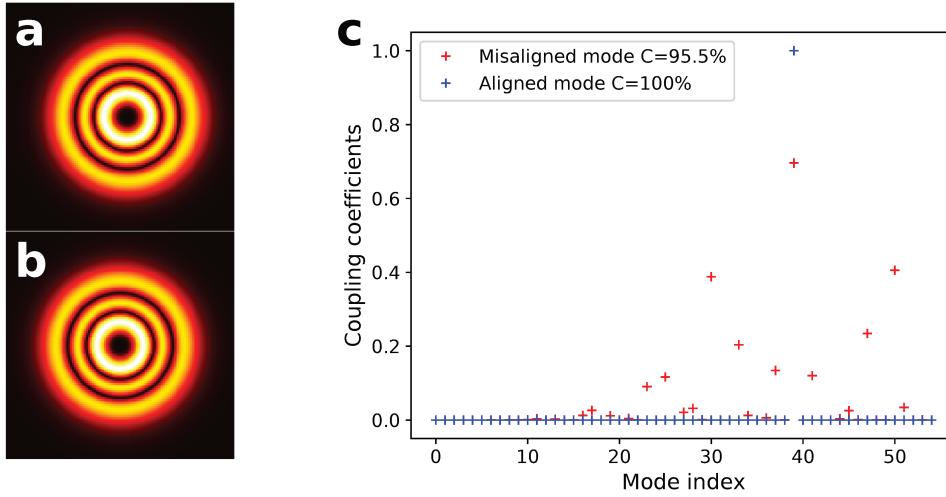 a
b
c
Misaligned mode C=95.5%
Aligned mode C=100%
Coupling coefficients
1.0
0.8
0.6
0.4
0.2
0.0
0 10 20 30 40 50
Mode index